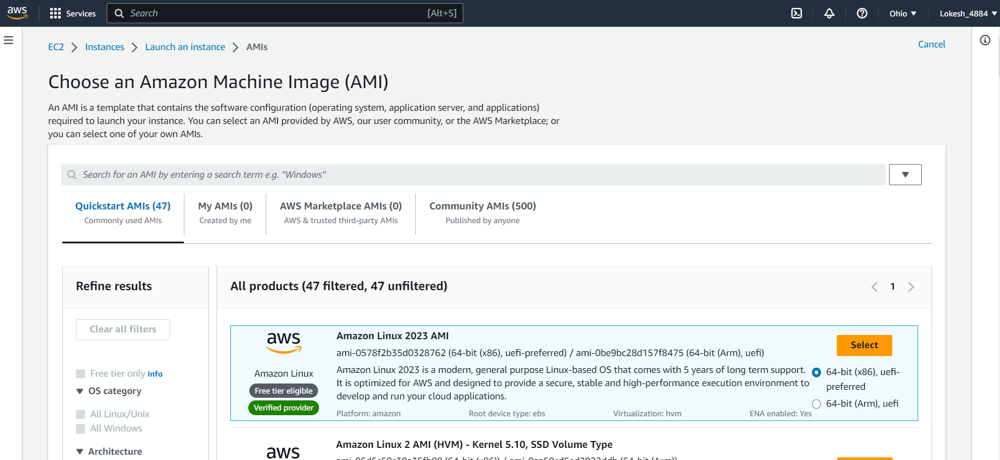 aws Services Search [Alt+S] Ohio Lokesh_4884
EC2 Instances Launch an instance AMIs Cancel
Choose an Amazon Machine Image (AMI)
An AMI is a template that contains the software configuration (operating system, application server, and applications)
required to launch your instance. You can select an AMI provided by AWS, our user community, or the AWS Marketplace; or
you can select one of your own AMIs.
Search for an AMI by entering a search term e.g. "Windows"
Quickstart AMIs (47) My AMIs (0) AWS Marketplace AMIs (0) Community AMIs (500)
Commonly used AMIs Created by me AWS & trusted third-party AMIs Published by anyone
Refine results
Clear all filters
Free tier only Info
OS category
All Linux/Unix
All Windows
Architecture
All products (47 filtered, 47 unfiltered) 1
aws
Amazon Linux
Free tier eligible
Verified provider
Amazon Linux 2023 AMI
ami-0578f2b35d0328762 (64-bit (x86), uefi-preferred) / ami-0be9bc28d157f8475 (64-bit (Arm), uefi)
Amazon Linux 2023 is a modern, general purpose Linux-based OS that comes with 5 years of long term support.
It is optimized for AWS and designed to provide a secure, stable and high-performance execution environment to
develop and run your cloud applications.
Platform: amazon Root device type: ebs Virtualization: hvm ENA enabled: Yes
Select
64-bit (x86), uefi-
preferred
64-bit (Arm), uefi
aws
Amazon Linux 2 AMI (HVM) - Kernel 5.10, SSD Volume Type